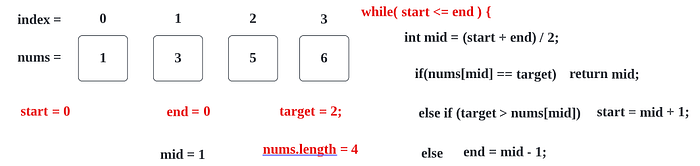 index = 0 1 2 3
while( start <= end ) {
int mid = (start + end) / 2;
nums = 1 3 5 6
if(nums[mid] == target) return mid;
start = 0 end = 0 target = 2;
else if (target > nums[mid]) start = mid + 1;
mid = 1 nums.length = 4
else end = mid - 1;